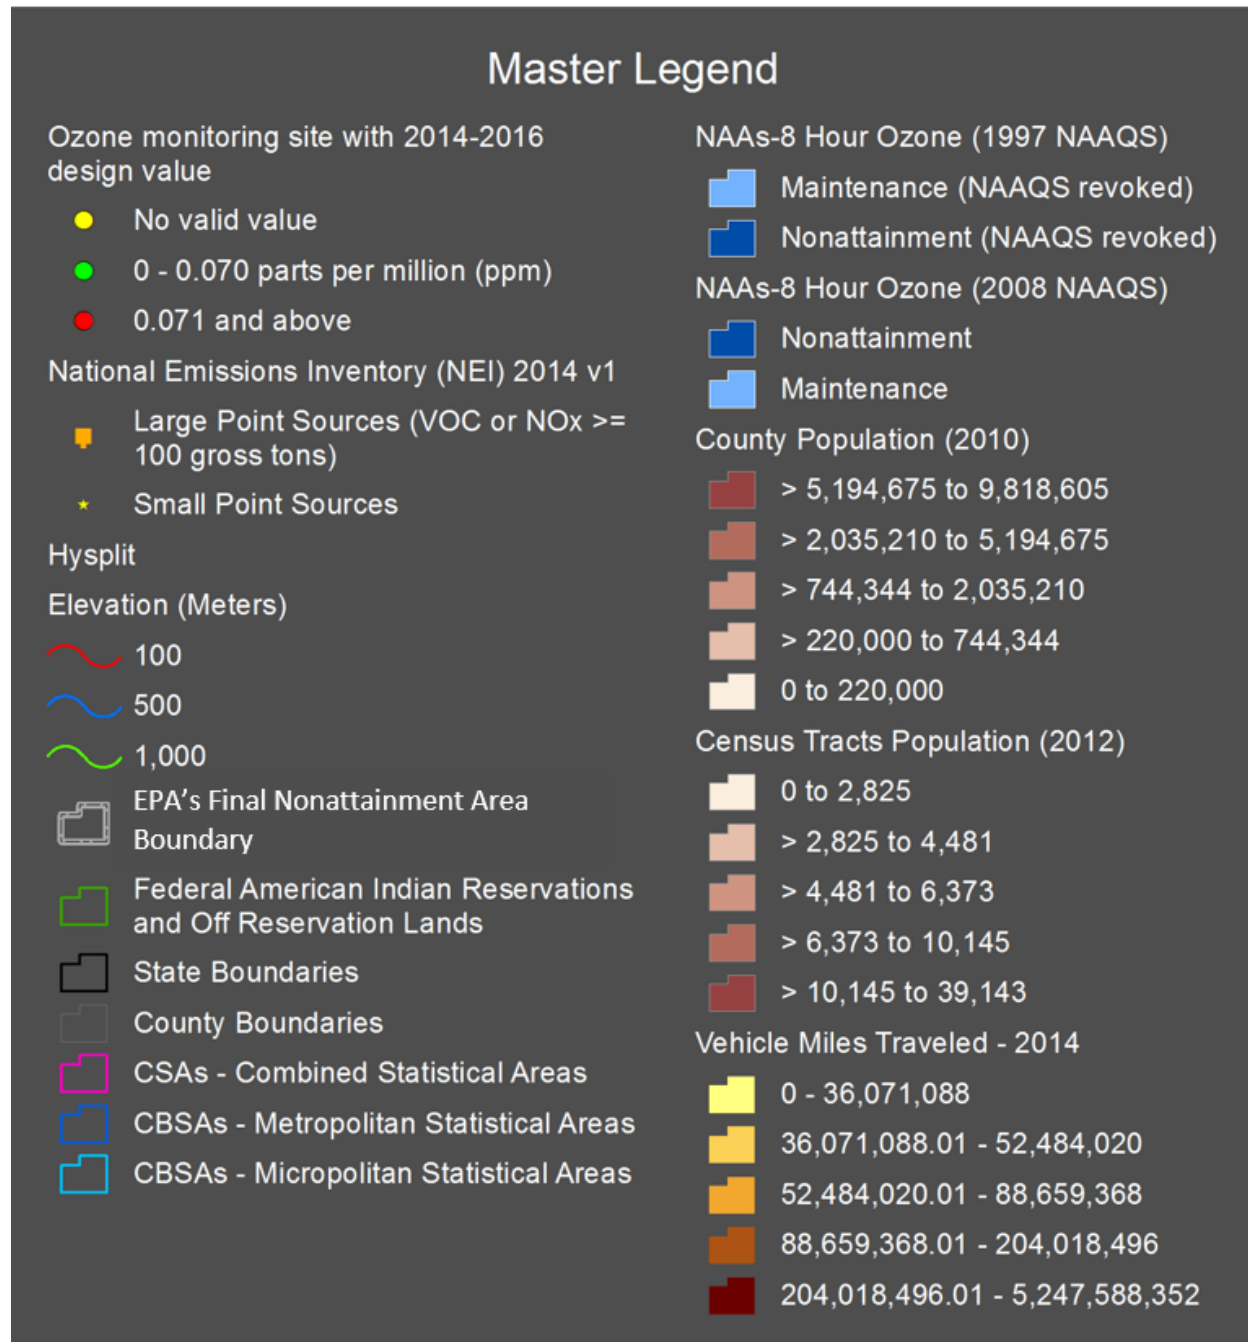 Master Legend
Ozone monitoring site with 2014-2016
design value
No valid value
0 - 0.070 parts per million (ppm)
0.071 and above
National Emissions Inventory (NEI) 2014 v1
Large Point Sources (VOC or NOx >=
100 gross tons)
Small Point Sources
Hysplit
Elevation (Meters)
100
500
1,000
EPA’s Final Nonattainment Area
Boundary
Federal American Indian Reservations
and Off Reservation Lands
State Boundaries
County Boundaries
CSAs - Combined Statistical Areas
CBSAs - Metropolitan Statistical Areas
CBSAs - Micropolitan Statistical Areas
NAAs-8 Hour Ozone (1997 NAAQS)
Maintenance (NAAQS revoked)
Nonattainment (NAAQS revoked)
NAAs-8 Hour Ozone (2008 NAAQS)
Nonattainment
Maintenance
County Population (2010)
> 5,194,675 to 9,818,605
> 2,035,210 to 5,194,675
> 744,344 to 2,035,210
> 220,000 to 744,344
0 to 220,000
Census Tracts Population (2012)
0 to 2,825
> 2,825 to 4,481
> 4,481 to 6,373
> 6,373 to 10,145
> 10,145 to 39,143
Vehicle Miles Traveled - 2014
0 - 36,071,088
36,071,088.01 - 52,484,020
52,484,020.01 - 88,659,368
88,659,368.01 - 204,018,496
204,018,496.01 - 5,247,588,352